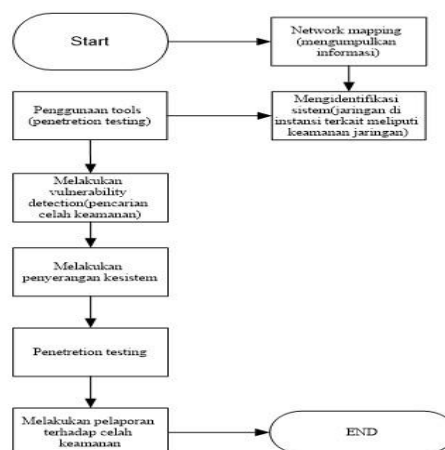 Start
Network mapping
(mengumpulkan
informasi)
Mengidentifikasi
sistem(jaringan di
instansi terkait meliputi
keamanan jaringan)
Penggunaan tools
(penetretion testing)
Melakukan
vulnerability
detection(pencarian
celah keamanan)
Melakukan
penyerangan kesistem
Penetretion testing
Melakukan pelaporan
terhadap celah
keamanan
END